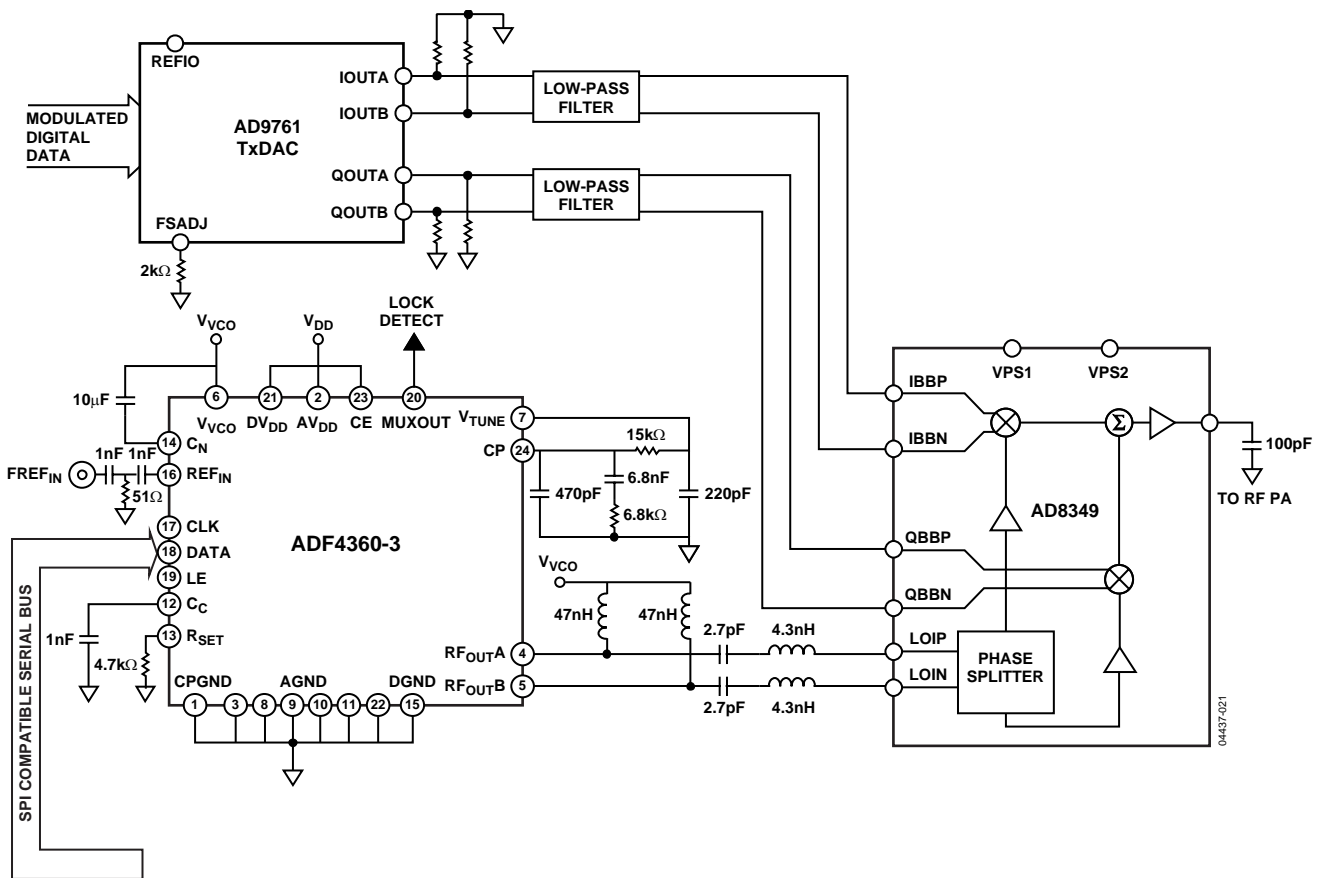 REFIO
IOUTA
IOUTB
QOUTA
QOUTB
MODULATED
DIGITAL
DATA
AD9761
TxDAC
FSADJ
2kΩ
LOW-PASS
FILTER
LOW-PASS
FILTER
LOCK
DETECT
VVCO
VDD
10µF
6
21
2
23
20
VVCO
DVDD
AVDD
CE
MUXOUT
VTUNE
7
CP
24
14
CN
1nF
1nF
FREFIN
16
REFIN
51Ω
17
CLK
18
DATA
19
LE
12
CC
13
RSET
1nF
4.7kΩ
ADF4360-3
15kΩ
470pF
6.8nF
6.8kΩ
220pF
VVCO
47nH
47nH
2.7pF
4.3nH
RFOUTA
4
RFOUTB
5
2.7pF
4.3nH
CPGND
AGND
DGND
1
3
8
9
10
11
22
15
SPI COMPATIBLE SERIAL BUS
VPS1
VPS2
IBBP
IBBN
Σ
100pF
TO RF PA
AD8349
QBBP
QBBN
LOIP
LOIN
PHASE
SPLITTER
04437-021